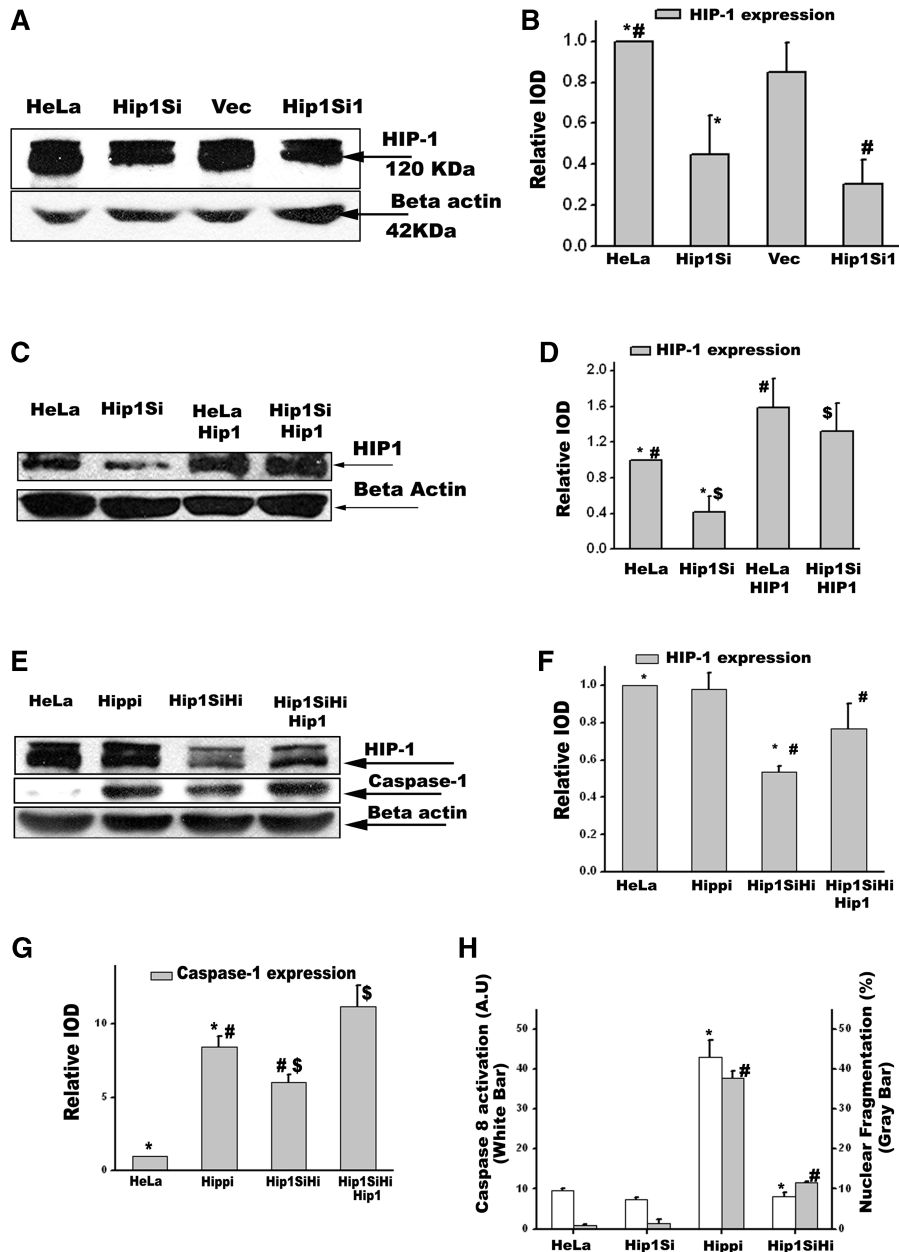 A
HeLa Hip1Si Vec Hip1Si1
HIP-1
120 KDa
Beta actin
42KDa
B
HIP-1 expression
Relative IOD
1.0
0.8
0.6
0.4
0.2
0.0
*#
*
#
HeLa Hip1Si Vec Hip1Si1
C
HeLa Hip1Si HeLa Hip1Si
Hip1 Hip1
HIP1
Beta Actin
D
HIP-1 expression
Relative IOD
2.0
1.6
1.2
0.8
0.4
0.0
* #
* $
#
$
HeLa Hip1Si HeLa Hip1Si
HIP1 HIP1
E
HeLa Hippi Hip1SiHi Hip1SiHi
Hip1
HIP-1
Caspase-1
Beta actin
F
HIP-1 expression
Relative IOD
1.0
0.8
0.6
0.4
0.2
0.0
*
* #
#
HeLa Hippi Hip1SiHi Hip1SiHi
Hip1
G
Caspase-1 expression
Relative IOD
10
5
0
*
* #
# $
$
HeLa Hippi Hip1SiHi Hip1SiHi
Hip1
H
Caspase 8 activation (A.U)
(White Bar)
50
40
30
20
10
0
*
#
*
#
50
40
30
20
10
0
Nuclear Fragmentation (%)
(Gray Bar)
HeLa Hip1Si Hippi Hip1SiHi